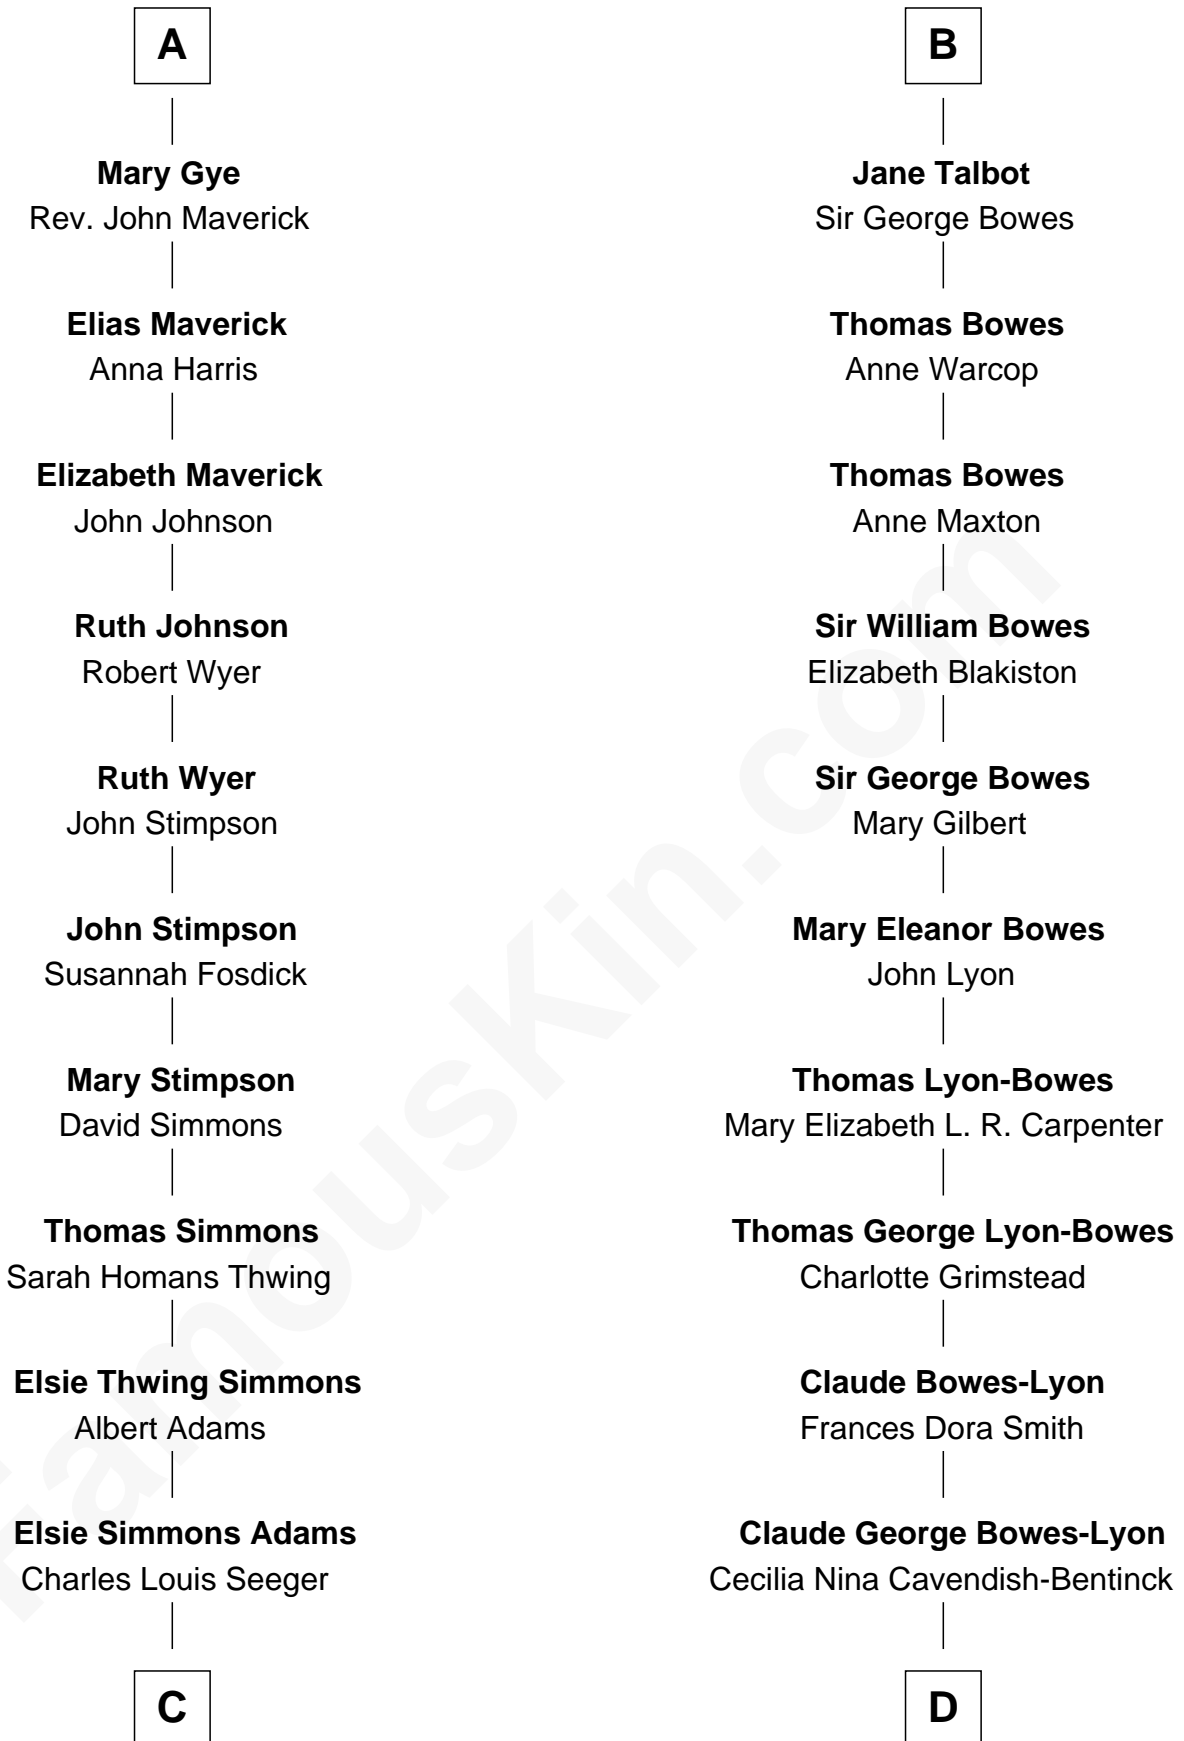 A
Mary Gye
Rev. John Maverick
Elias Maverick
Anna Harris
Elizabeth Maverick
John Johnson
Ruth Johnson
Robert Wyer
Ruth Wyer
John Stimpson
John Stimpson
Susannah Fosdick
Mary Stimpson
David Simmons
Thomas Simmons
Sarah Homans Thwing
Elsie Thwing Simmons
Albert Adams
Elsie Simmons Adams
Charles Louis Seeger
C
B
Jane Talbot
Sir George Bowes
Thomas Bowes
Anne Warcop
Thomas Bowes
Anne Maxton
Sir William Bowes
Elizabeth Blakiston
Sir George Bowes
Mary Gilbert
Mary Eleanor Bowes
John Lyon
Thomas Lyon-Bowes
Mary Elizabeth L. R. Carpenter
Thomas George Lyon-Bowes
Charlotte Grimstead
Claude Bowes-Lyon
Frances Dora Smith
Claude George Bowes-Lyon
Cecilia Nina Cavendish-Bentinck
D
FamousKin.com